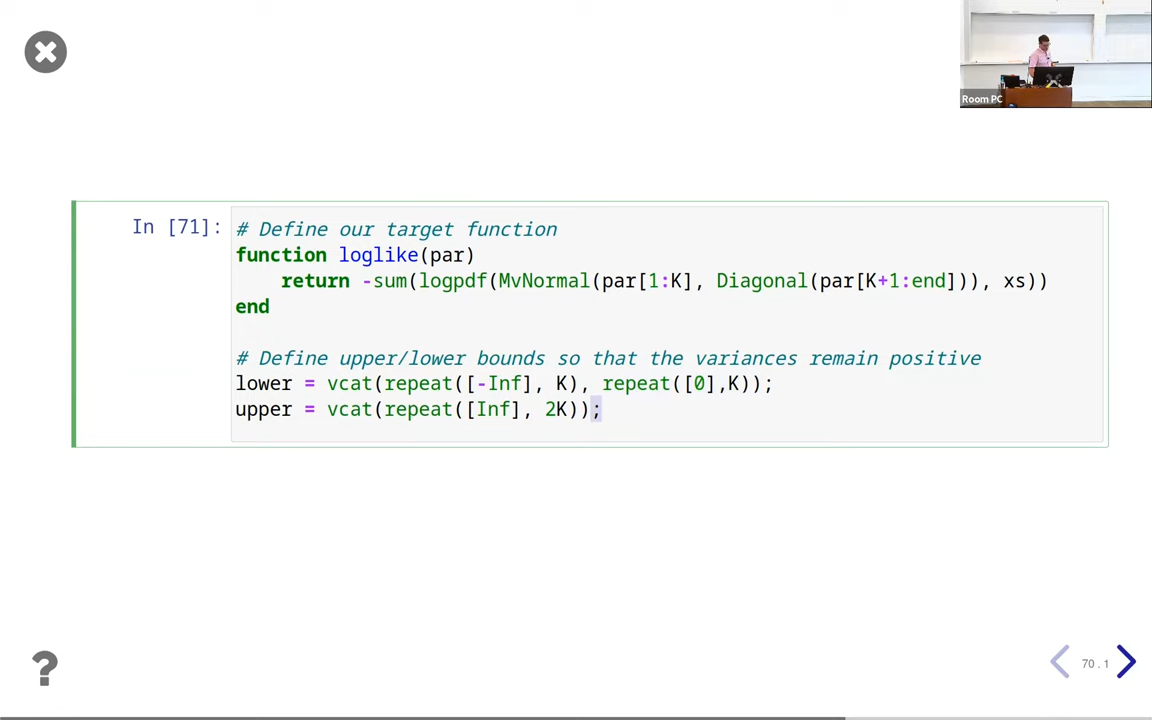 Room PC
In [71]:
# Define our target function
function loglike(par)
    return -sum(logpdf(MvNormal(par[1:K], Diagonal(par[K+1:end])), xs))
end

# Define upper/lower bounds so that the variances remain positive
lower = vcat(repeat([-Inf], K), repeat([0],K));
upper = vcat(repeat([Inf], 2K));
?
70 . 1